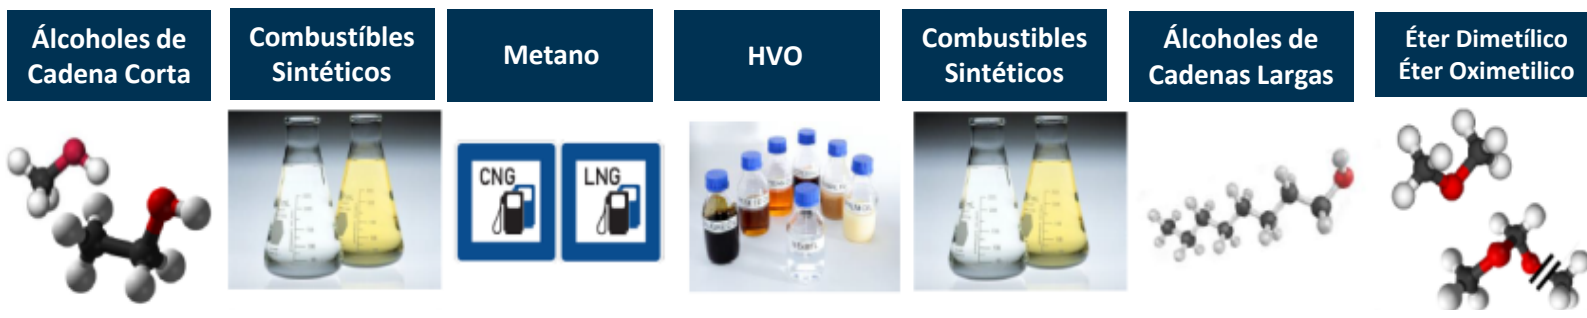 Álcoholes de
Cadena Corta
Combustíbles
Sintéticos
Metano
HVO
Combustibles
Sintéticos
Álcoholes de
Cadenas Largas
Éter Dimetílico
Éter Oximetilico
CNG
LNG